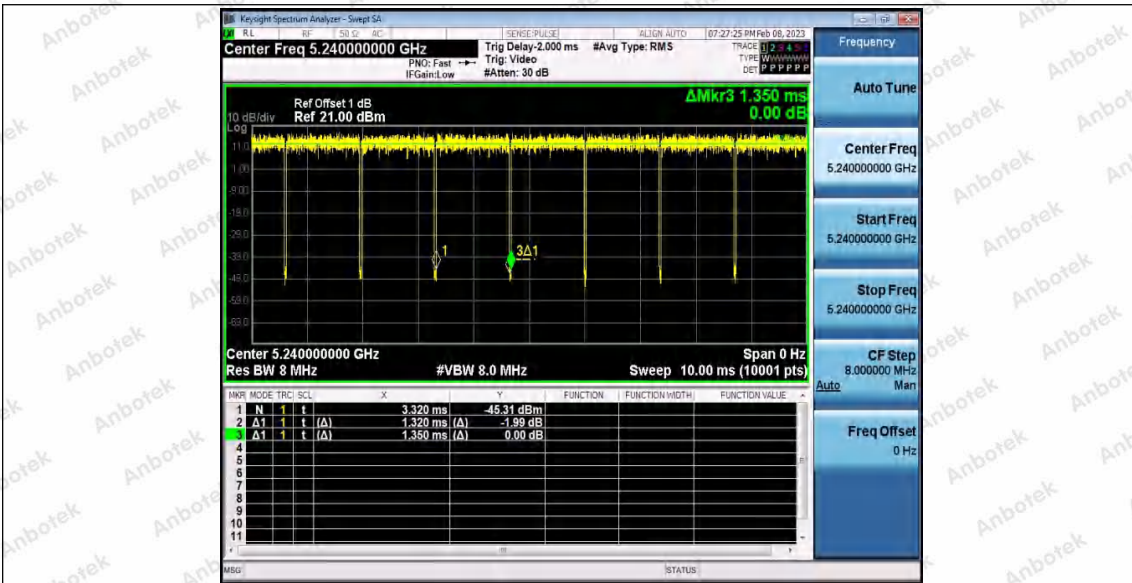 Keysight Spectrum Analyzer - Swept SA
RL RF 50 Ω AC SENSE:PULSE ALIGN AUTO 07:27:25 PM Feb 08, 2023
Center Freq 5.240000000 GHz
PNO: Fast
IFGain:Low
Trig Delay-2.000 ms
Trig: Video
#Atten: 30 dB
#Avg Type: RMS
TRACE 1 2 3 4 5 6
TYPE WWWWWW
DET P P P P P P
ΔMkr3 1.350 ms
0.00 dB
Ref Offset 1 dB
10 dB/div Ref 21.00 dBm
Log
11.0
1.00
-9.00
-19.0
-29.0
-39.0
-49.0
-59.0
-69.0
1
3Δ1
Center 5.240000000 GHz Span 0 Hz
Res BW 8 MHz #VBW 8.0 MHz Sweep 10.00 ms (10001 pts)
MKR MODE TRC SCL X Y FUNCTION FUNCTION WIDTH FUNCTION VALUE
1 N 1 t 3.320 ms -45.31 dBm
2 Δ1 1 t (Δ) 1.320 ms (Δ) -1.99 dB
3 Δ1 1 t (Δ) 1.350 ms (Δ) 0.00 dB
4
5
6
7
8
9
10
11
MSG STATUS
Frequency
Auto Tune
Center Freq
5.240000000 GHz
Start Freq
5.240000000 GHz
Stop Freq
5.240000000 GHz
CF Step
8.000000 MHz
Auto Man
Freq Offset
0 Hz
Anbotek